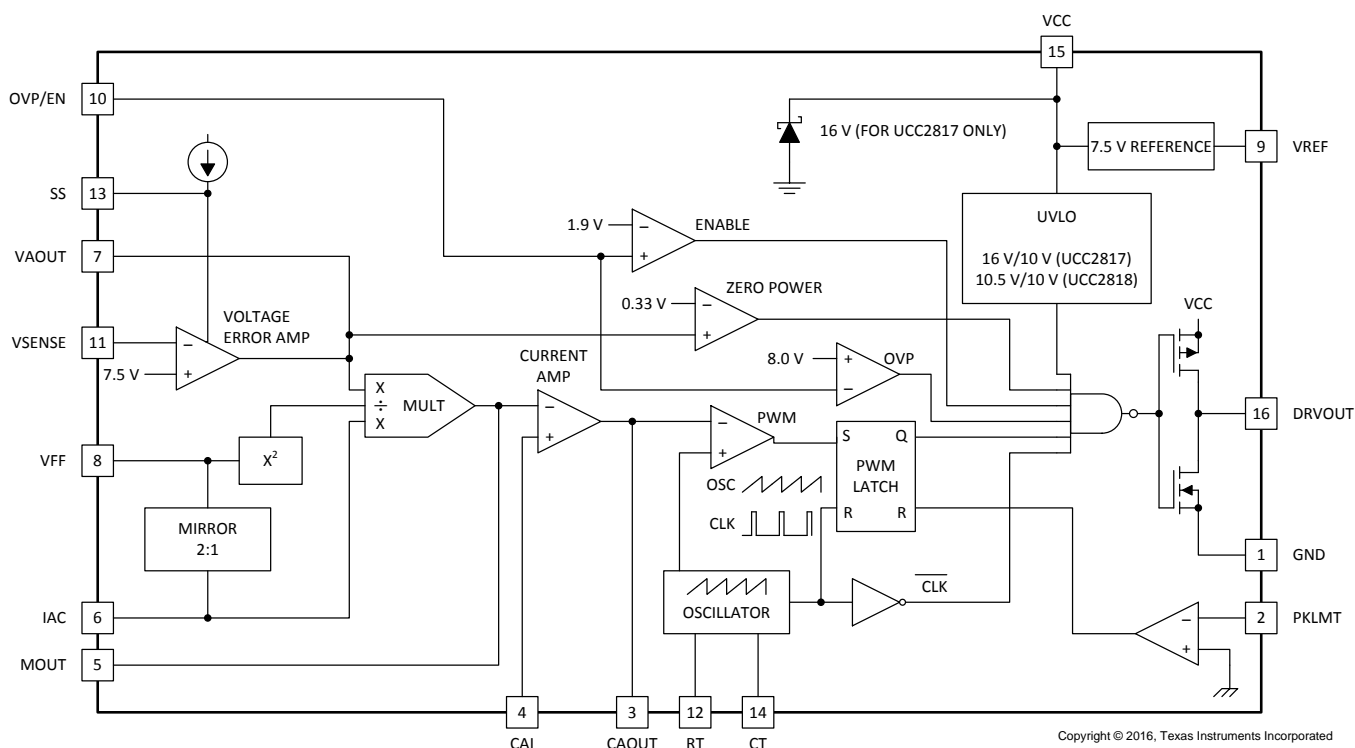 VCC
15
OVP/EN
10
16 V (FOR UCC2817 ONLY)
7.5 V REFERENCE
9
VREF
SS
13
UVLO
16 V/10 V (UCC2817)
10.5 V/10 V (UCC2818)
1.9 V
−
+
ENABLE
VAOUT
7
ZERO POWER
0.33 V
−
+
VCC
VOLTAGE
ERROR AMP
VSENSE
11
−
7.5 V
+
CURRENT
AMP
8.0 V
+
−
OVP
X
÷
X
MULT
−
+
−
+
PWM
16
DRVOUT
S
Q
PWM
LATCH
R
R
VFF
8
X²
OSC
CLK
MIRROR
2:1
1
GND
OSCILLATOR
CLK
IAC
6
−
+
2
PKLMT
MOUT
5
4
3
12
14
CAI
CAOUT
RT
CT
Copyright © 2016, Texas Instruments Incorporated